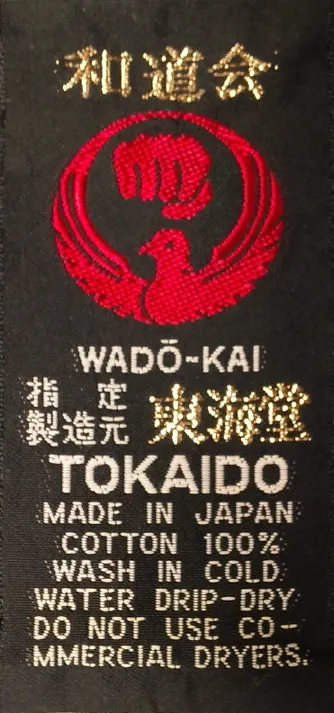 和道会
WADŌ-KAI
指定
製造元 東海堂
TOKAIDO
MADE IN JAPAN
COTTON 100%
WASH IN COLD
WATER DRIP-DRY
DO NOT USE CO-
MMERCIAL DRYERS.